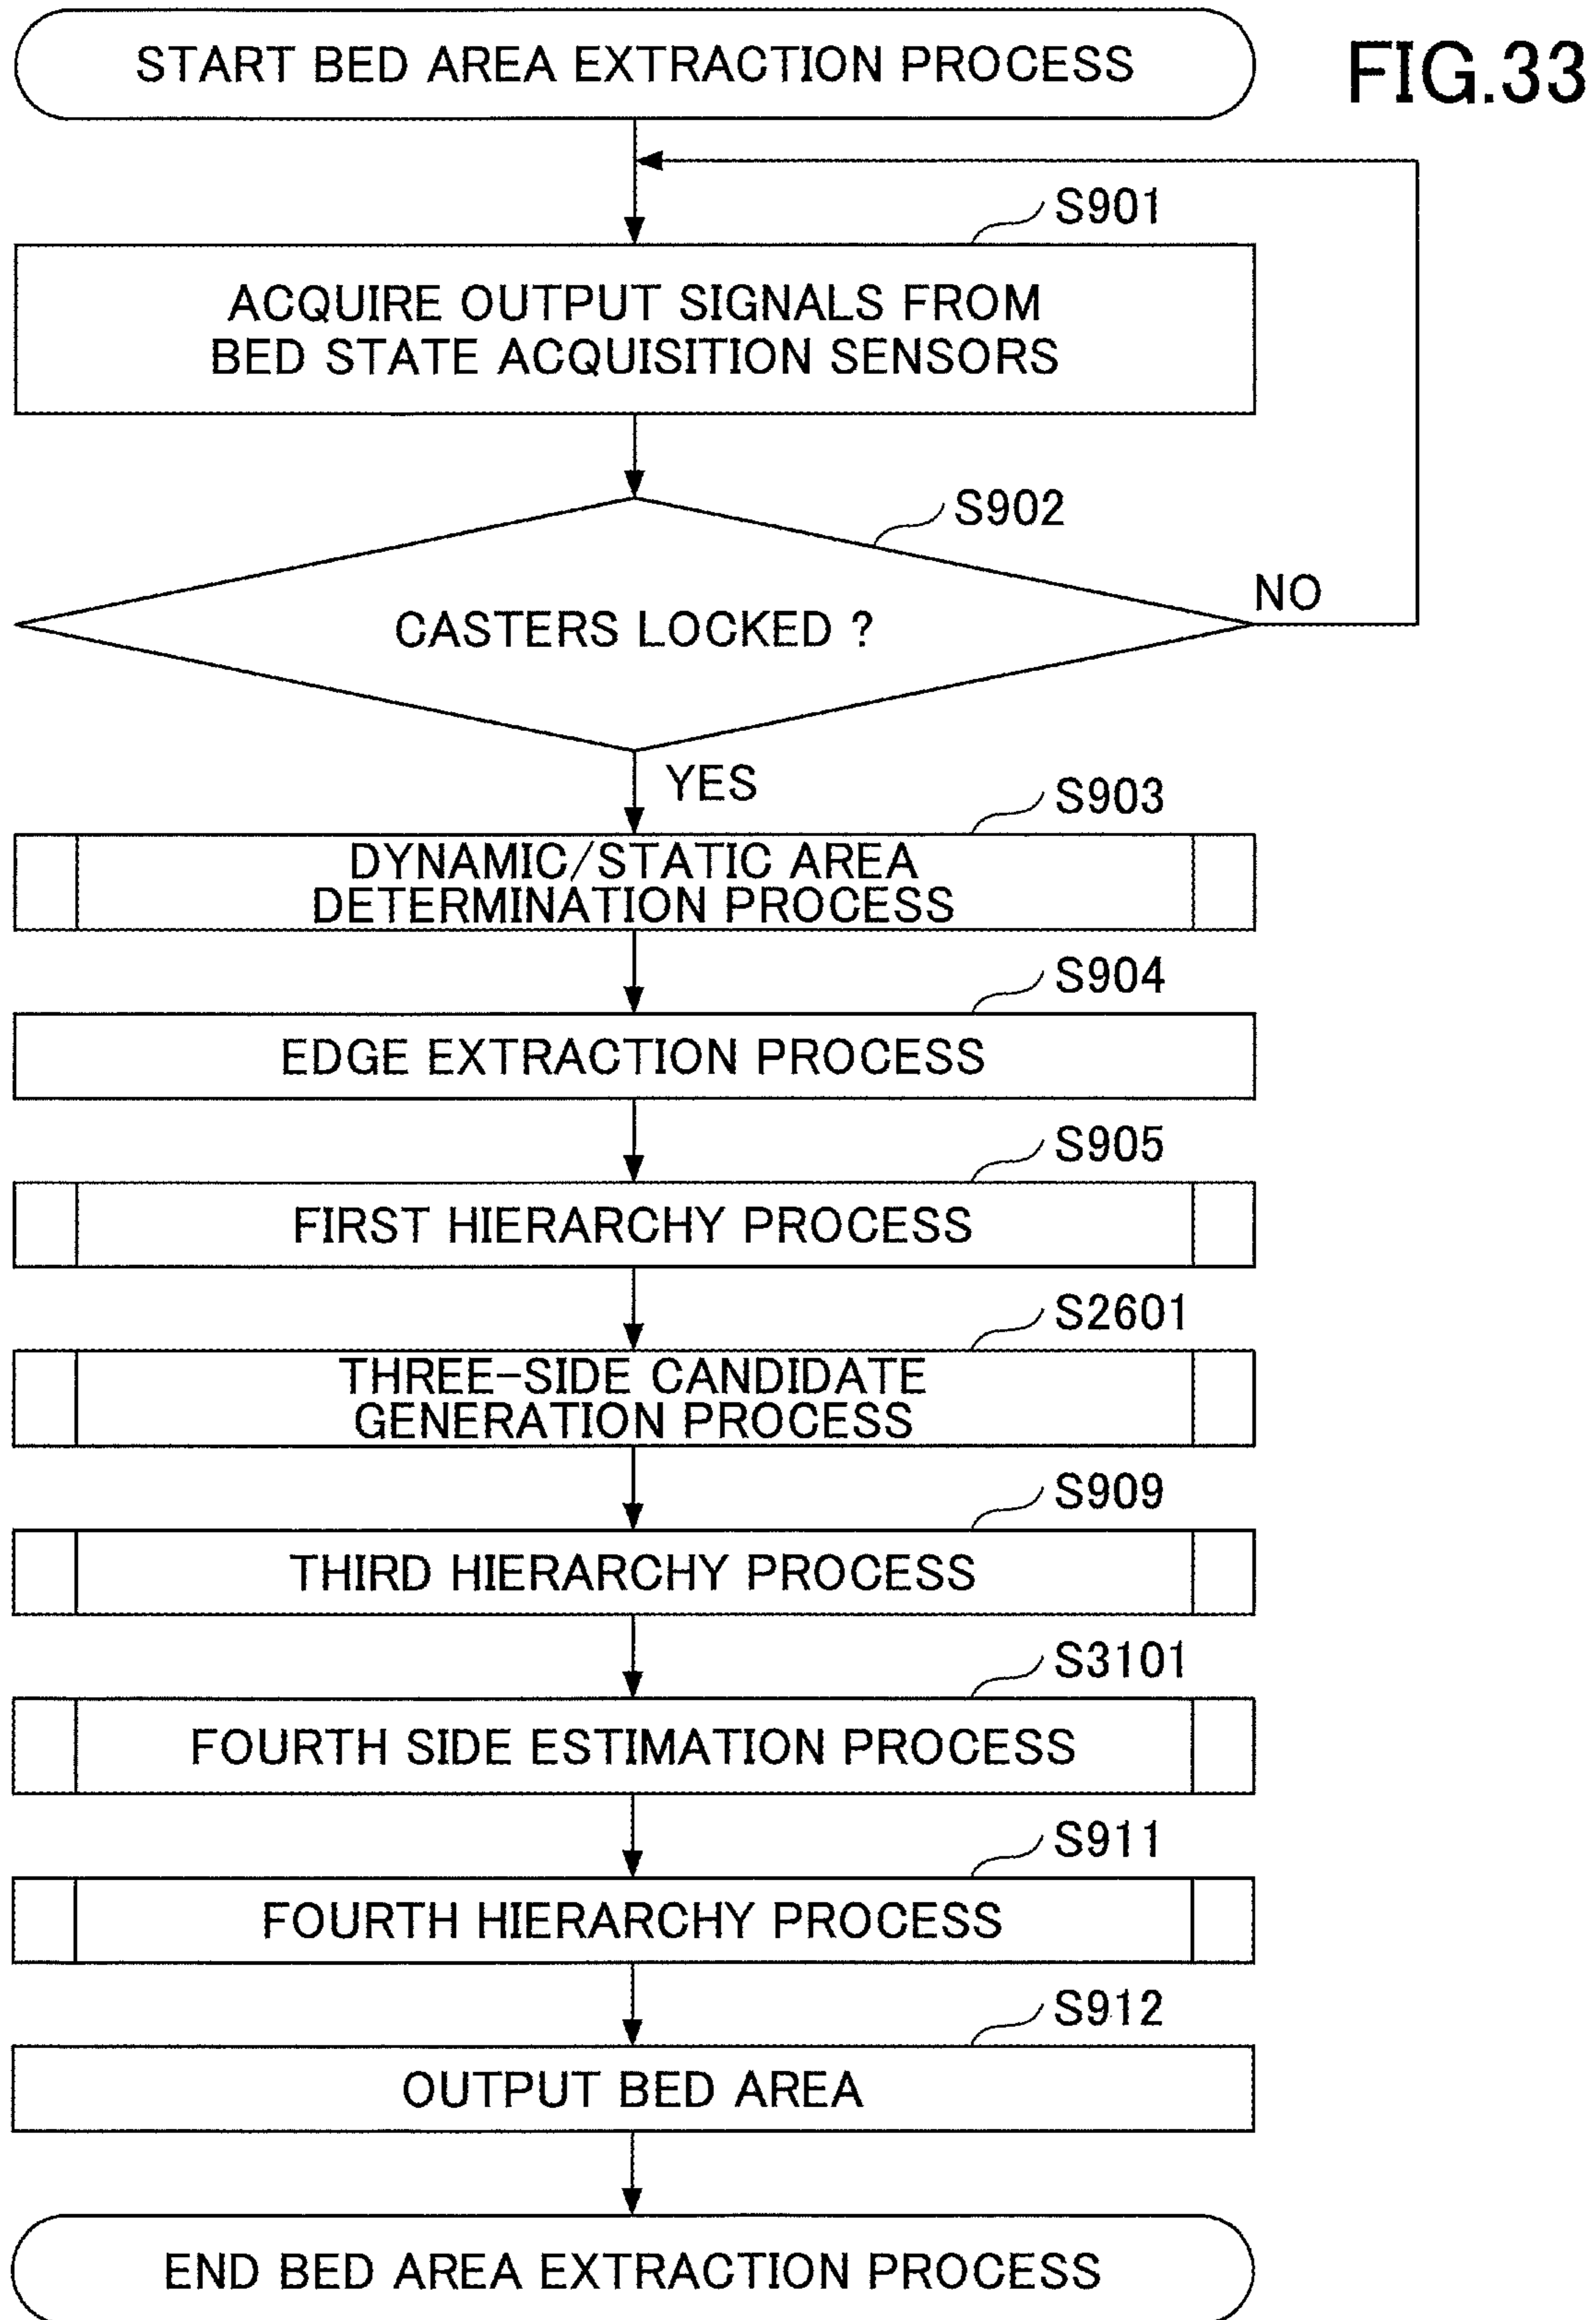 START BED AREA EXTRACTION PROCESS
FIG.33
S901
ACQUIRE OUTPUT SIGNALS FROM
BED STATE ACQUISITION SENSORS
S902
CASTERS LOCKED ?
NO
YES
S903
DYNAMIC/STATIC AREA
DETERMINATION PROCESS
S904
EDGE EXTRACTION PROCESS
S905
FIRST HIERARCHY PROCESS
S2601
THREE-SIDE CANDIDATE
GENERATION PROCESS
S909
THIRD HIERARCHY PROCESS
S3101
FOURTH SIDE ESTIMATION PROCESS
S911
FOURTH HIERARCHY PROCESS
S912
OUTPUT BED AREA
END BED AREA EXTRACTION PROCESS